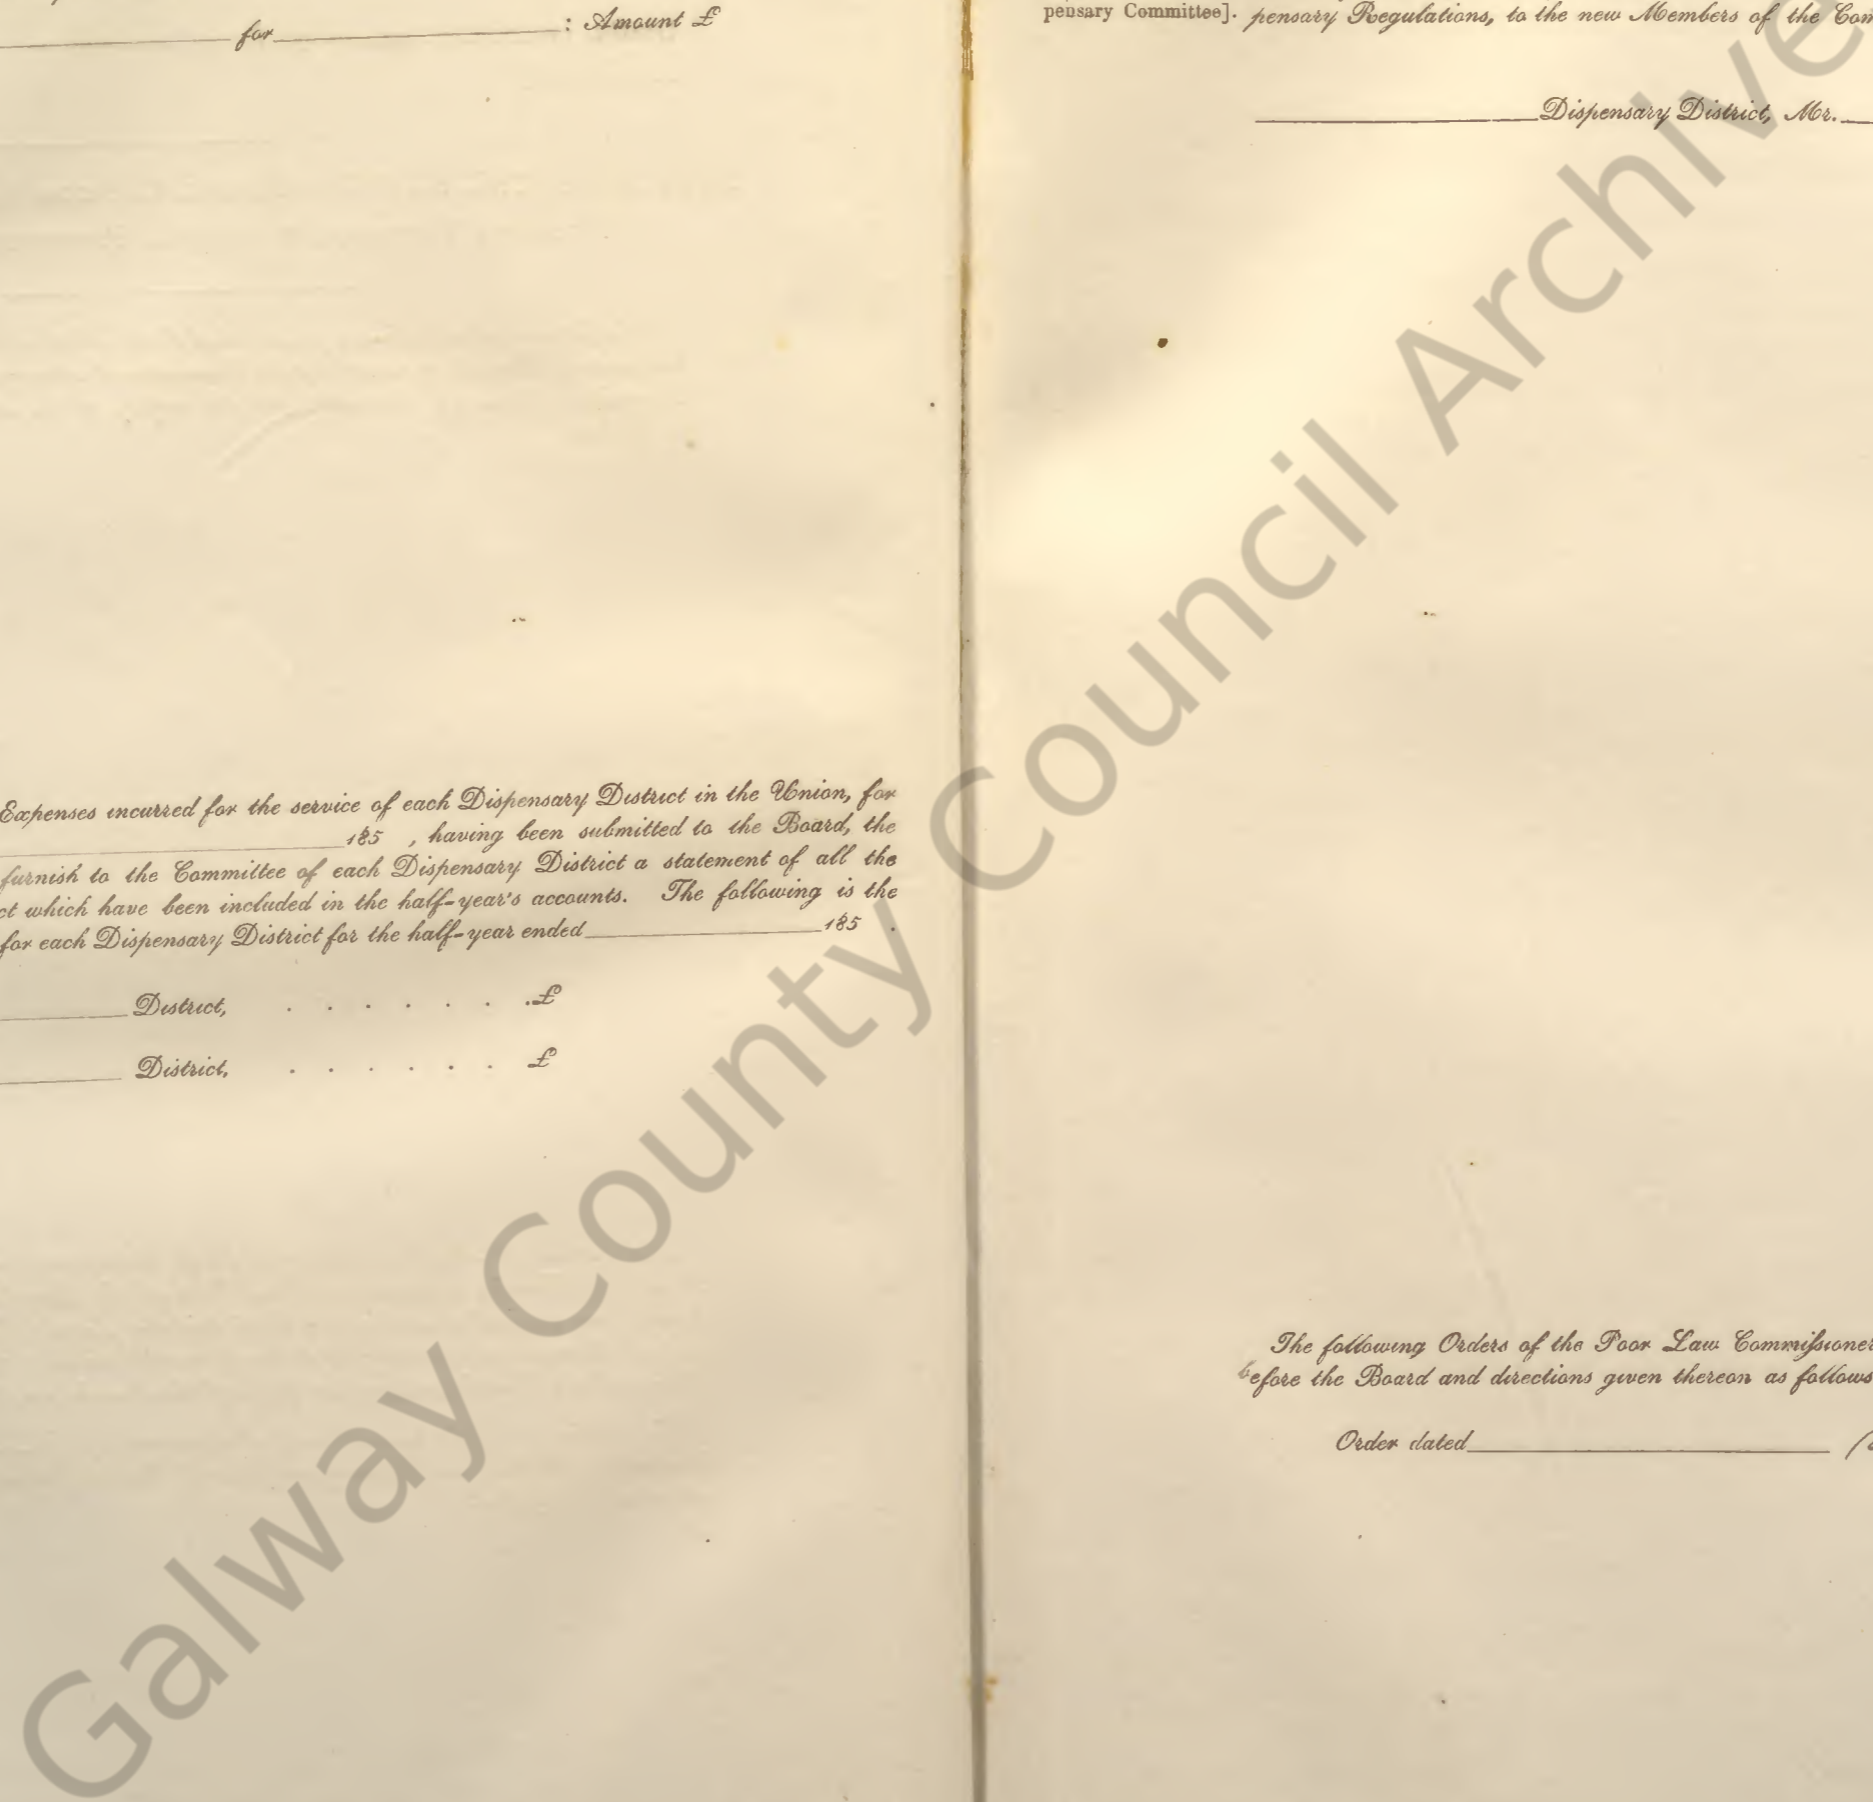 for : Amount £
Expenses incurred for the service of each Dispensary District in the Union, for
185 , having been submitted to the Board, the
furnish to the Committee of each Dispensary District a statement of all the
ct which have been included in the half-year's accounts. The following is the
for each Dispensary District for the half-year ended 185 .
District, . . . . . . £
District, . . . . . . £
pensary Committee]. pensary Regulations, to the new Members of the Com
Dispensary District, Mr.
The following Orders of the Poor Law Commissioner
before the Board and directions given thereon as follows
Order dated
Galway County Council Archive